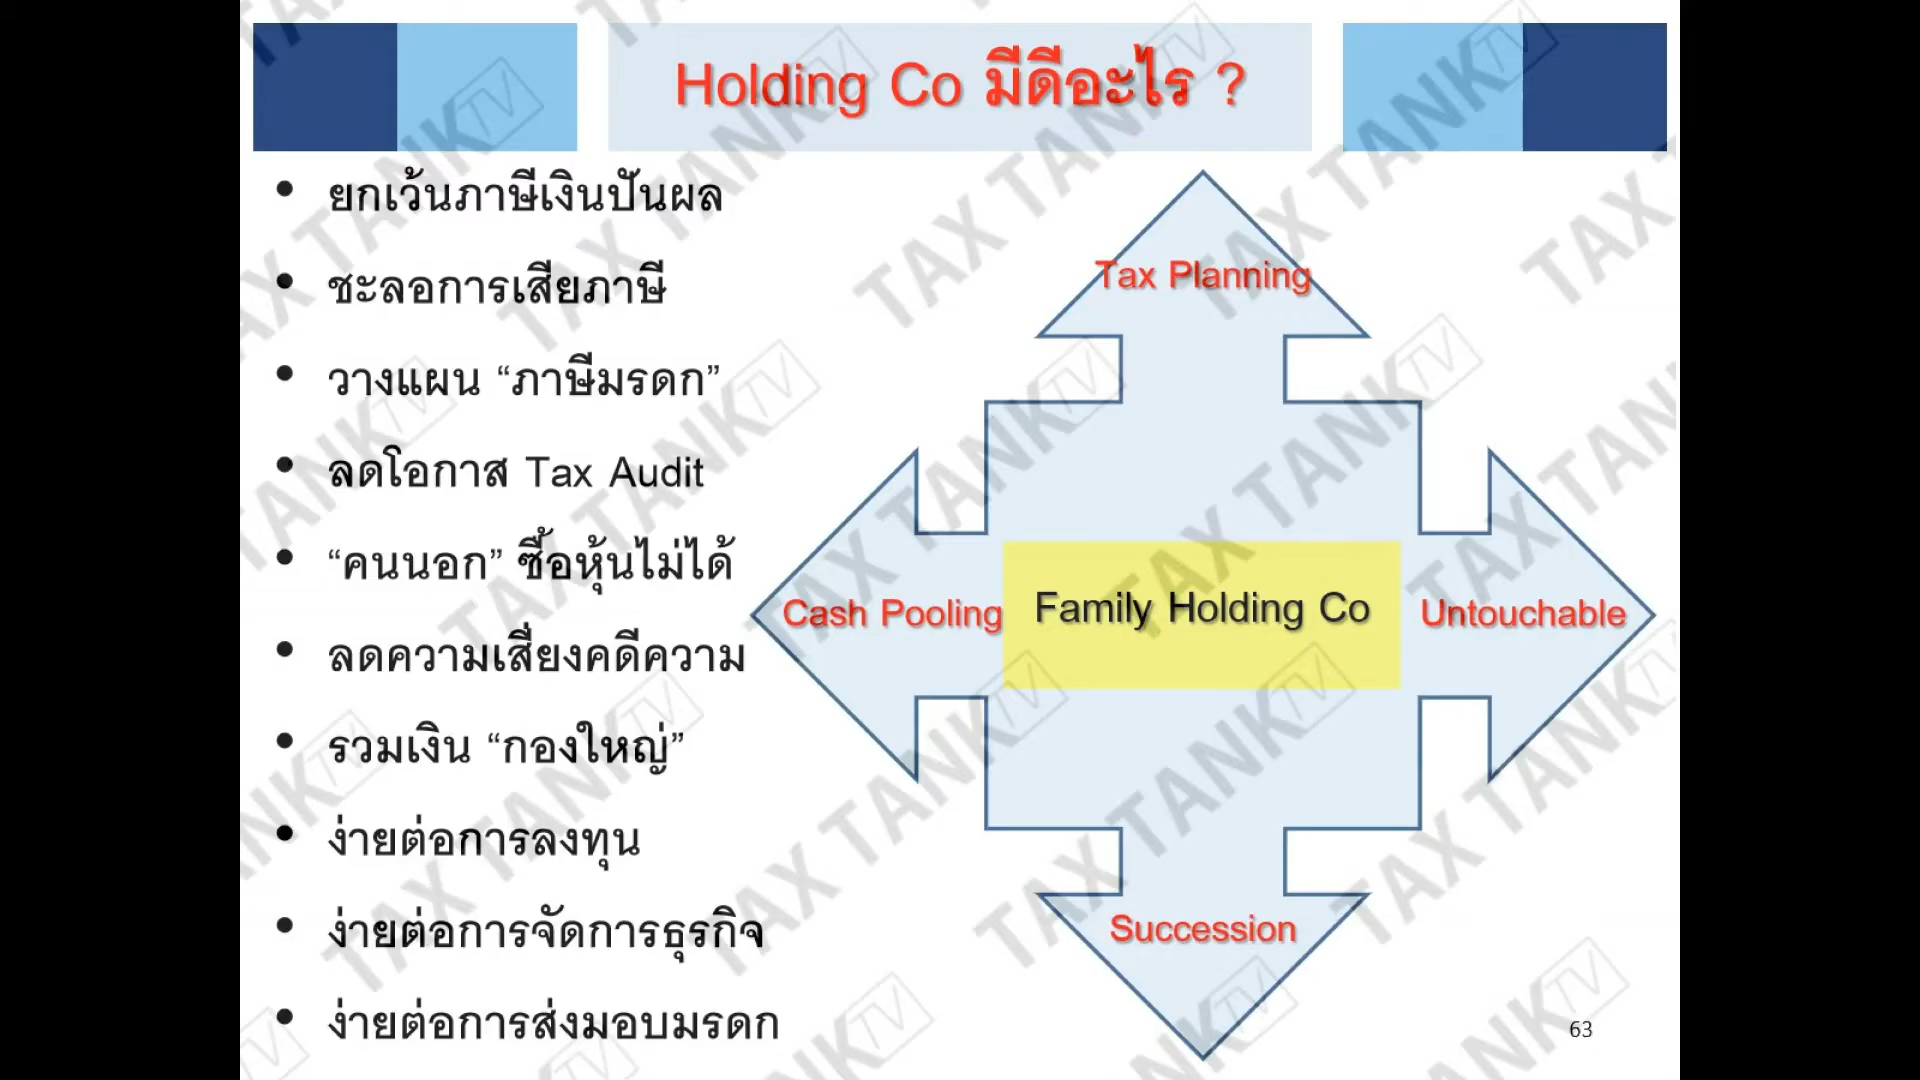 Holding Co มีดีอะไร ?
• ยกเว้นภาษีเงินปันผล
• ชะลอการเสียภาษี
• วางแผน “ภาษีมรดก”
• ลดโอกาส Tax Audit
• “คนนอก” ซื้อหุ้นไม่ได้
• ลดความเสี่ยงคดีความ
• รวมเงิน “กองใหญ่”
• ง่ายต่อการลงทุน
• ง่ายต่อการจัดการธุรกิจ
• ง่ายต่อการส่งมอบมรดก
Tax Planning
Cash Pooling
Family Holding Co
Untouchable
Succession
63
TAX TANK TV